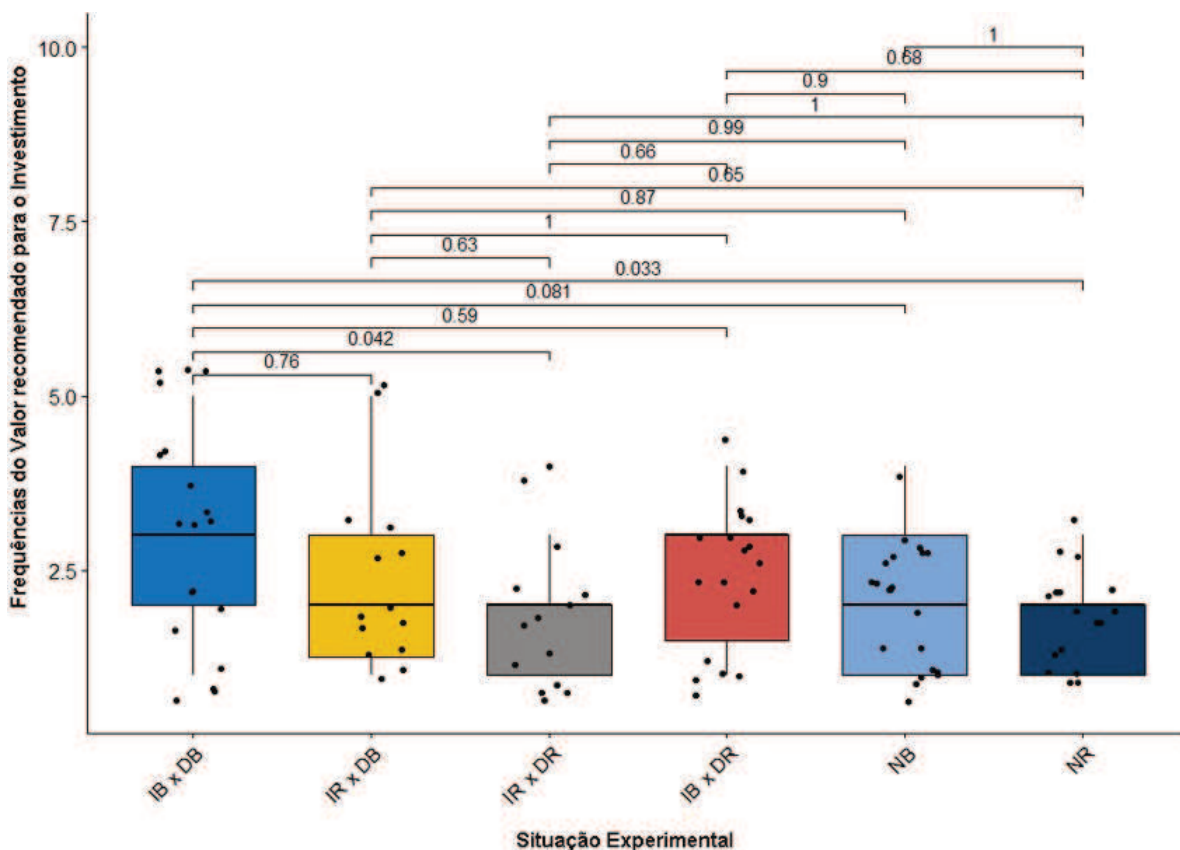 Frequências do Valor recomendado para o Investimento
10.0
7.5
5.0
2.5
1
0.68
0.9
1
0.99
0.66
0.65
0.87
1
0.63
0.033
0.081
0.59
0.042
0.76
IB x DB
IR x DB
IR x DR
IB x DR
NB
NR
Situação Experimental